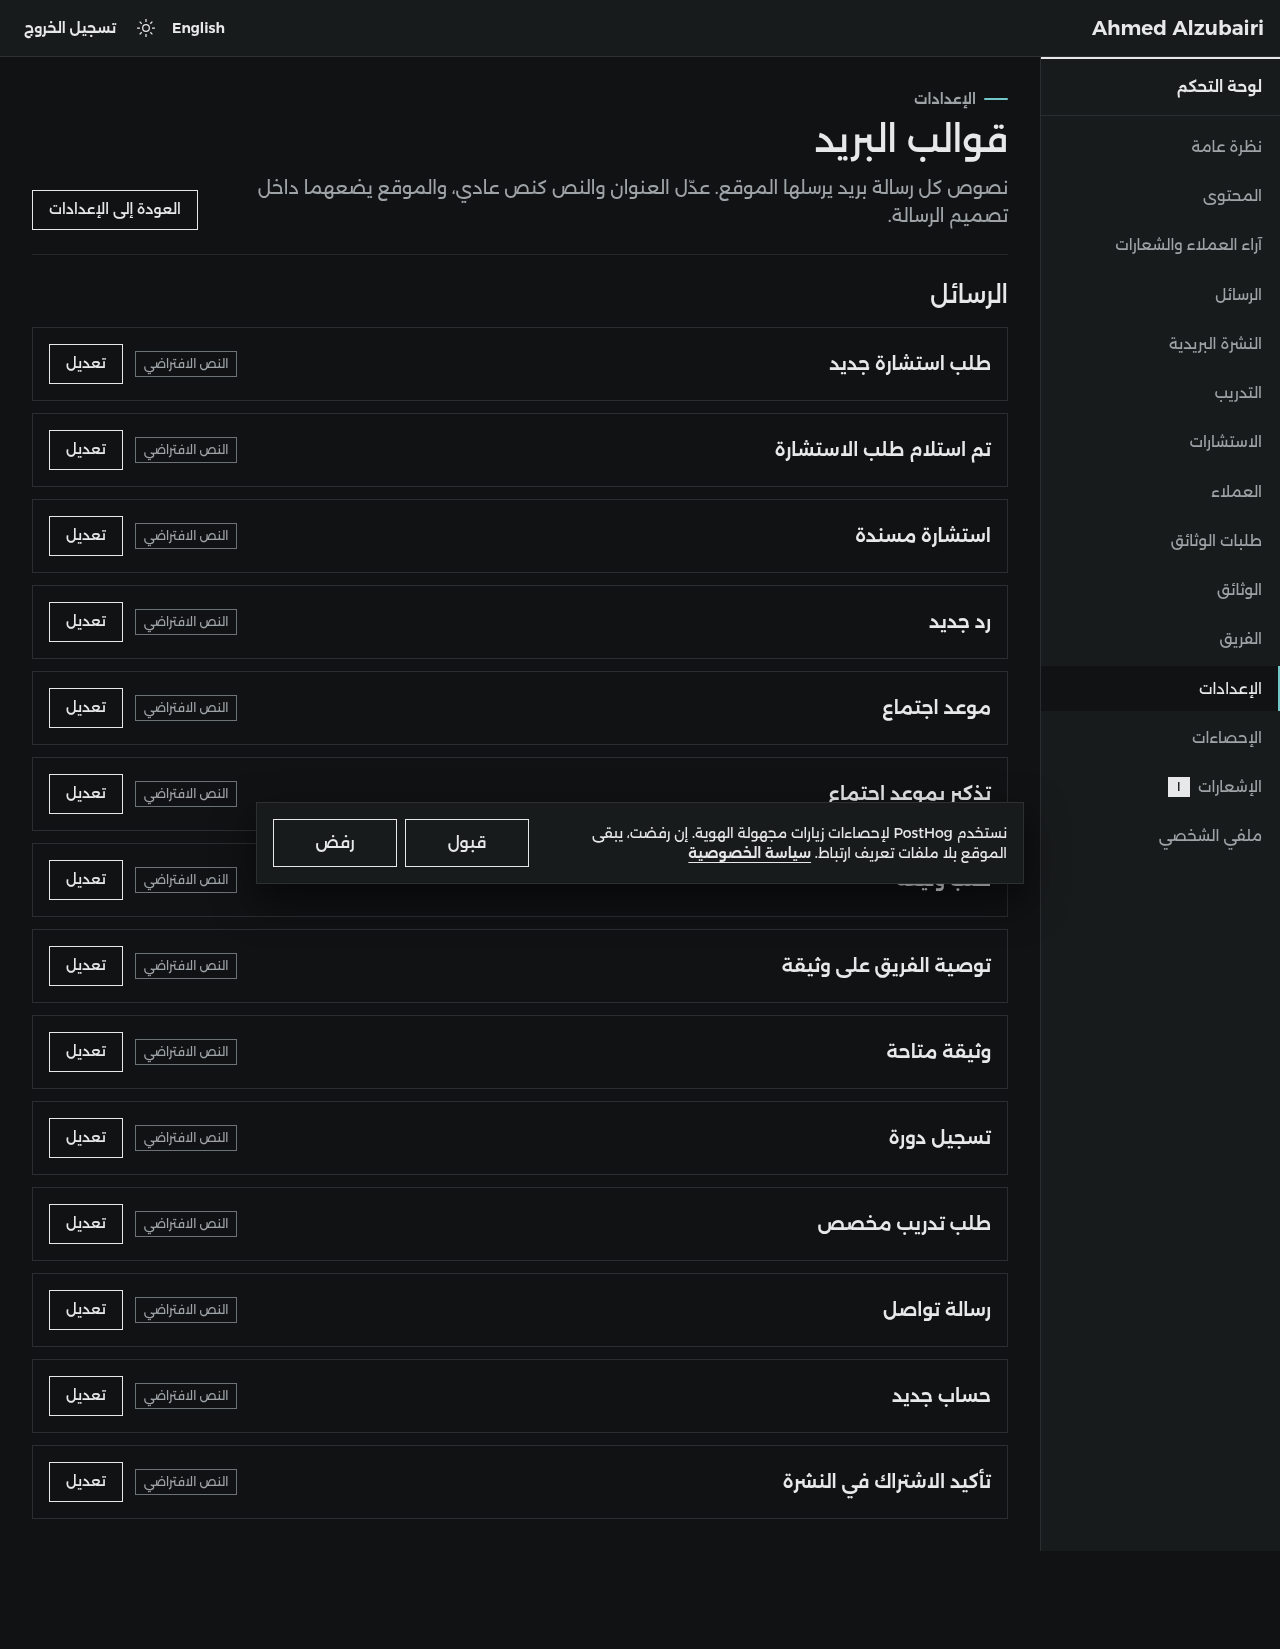 Ahmed Alzubairi
English
تسجيل الخروج
لوحة التحكم
نظرة عامة
المحتوى
آراء العملاء والشعارات
الرسائل
النشرة البريدية
التدريب
الاستشارات
العملاء
طلبات الوثائق
الوثائق
الفريق
الإعدادات
الإحصاءات
الإشعارات ١
ملفي الشخصي
الإعدادات
قوالب البريد
نصوص كل رسالة بريد يرسلها الموقع. عدّل العنوان والنص كنص عادي، والموقع يضعهما داخل
تصميم الرسالة.
العودة إلى الإعدادات
الرسائل
طلب استشارة جديد النص الافتراضي تعديل
تم استلام طلب الاستشارة النص الافتراضي تعديل
استشارة مسندة النص الافتراضي تعديل
رد جديد النص الافتراضي تعديل
موعد اجتماع النص الافتراضي تعديل
تذكير بموعد اجتماع النص الافتراضي تعديل
نستخدم PostHog لإحصاءات زيارات مجهولة الهوية. إن رفضت، يبقى
الموقع بلا ملفات تعريف ارتباط. سياسة الخصوصية
قبول
رفض
النص الافتراضي تعديل
توصية الفريق على وثيقة النص الافتراضي تعديل
وثيقة متاحة النص الافتراضي تعديل
تسجيل دورة النص الافتراضي تعديل
طلب تدريب مخصص النص الافتراضي تعديل
رسالة تواصل النص الافتراضي تعديل
حساب جديد النص الافتراضي تعديل
تأكيد الاشتراك في النشرة النص الافتراضي تعديل